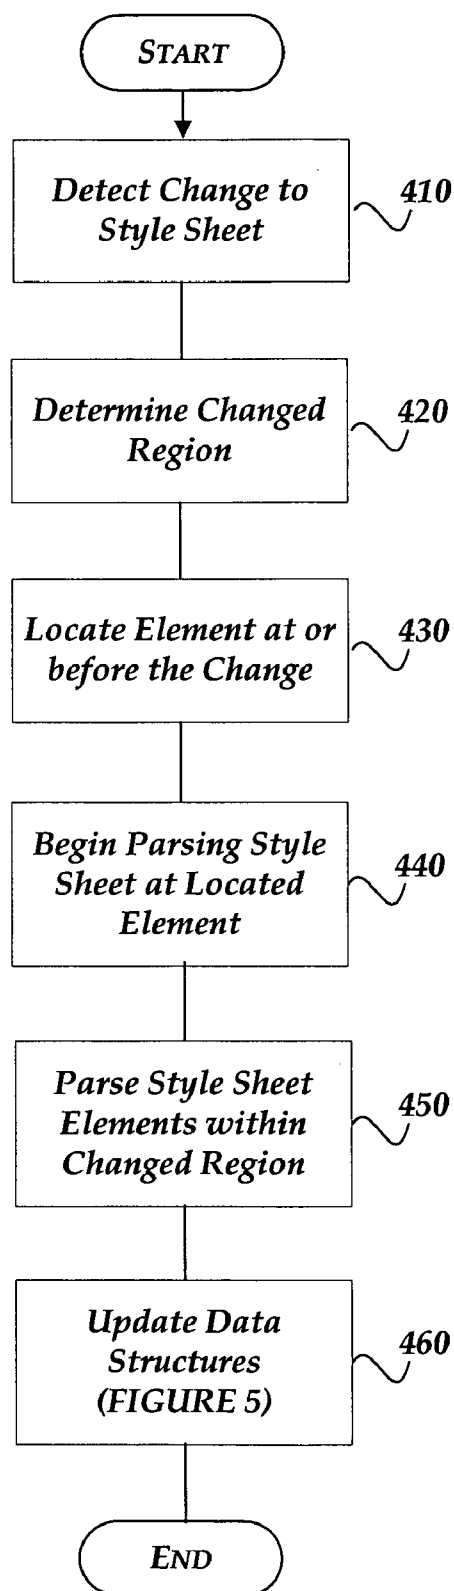 START
Detect Change to
Style Sheet
410
Determine Changed
Region
420
Locate Element at or
before the Change
430
Begin Parsing Style
Sheet at Located
Element
440
Parse Style Sheet
Elements within
Changed Region
450
Update Data
Structures
(FIGURE 5)
460
END